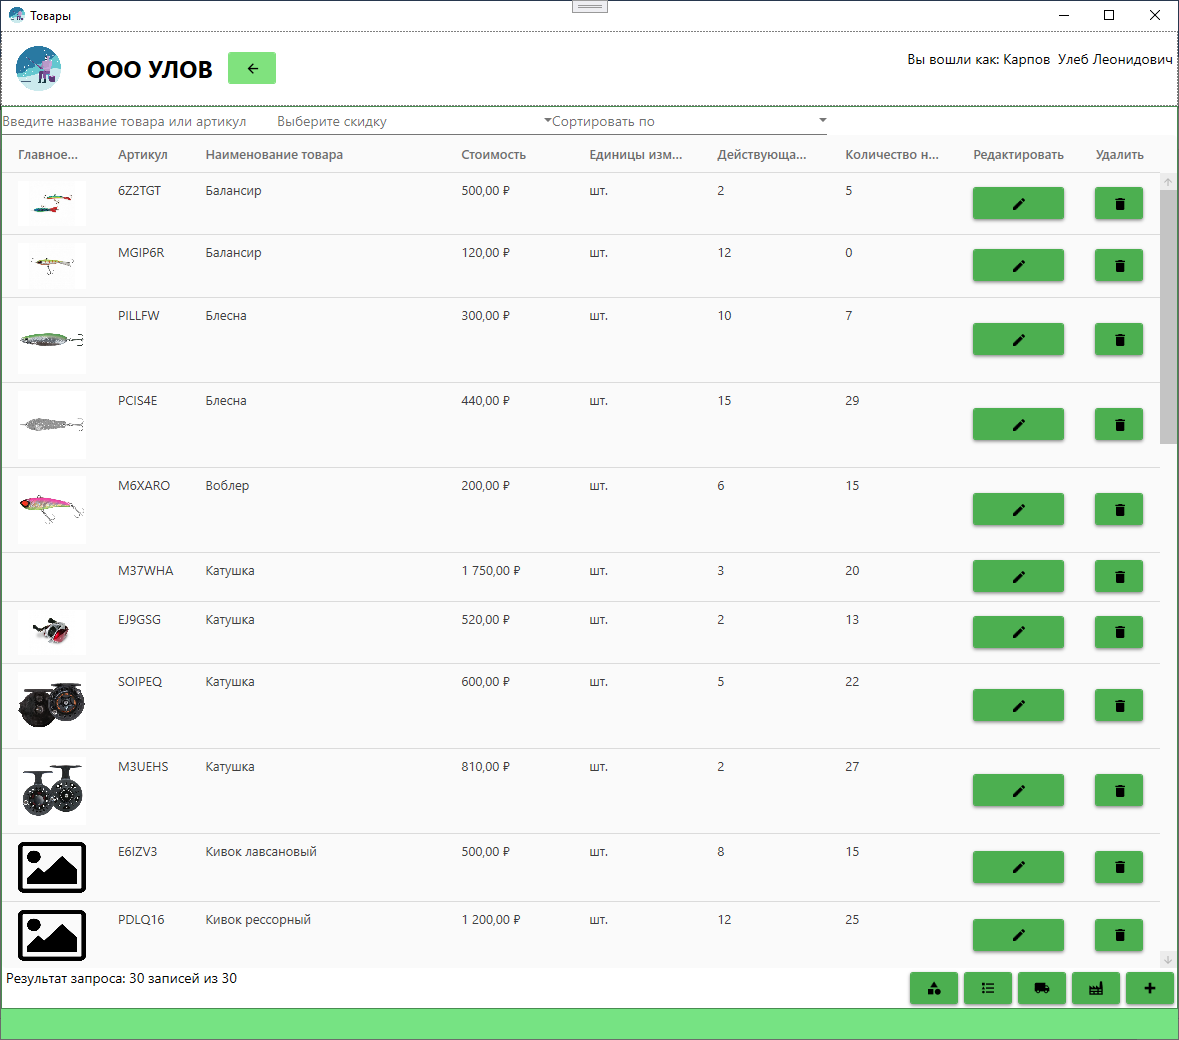 Товары
ООО УЛОВ
Вы вошли как: Карпов  Улеб Леонидович
Введите название товара или артикул Выберите скидку Сортировать по
Главное... Артикул Наименование товара Стоимость Единицы изм... Действующа... Количество н... Редактировать Удалить
6Z2TGT Балансир 500,00 ₽ шт. 2 5
MGIP6R Балансир 120,00 ₽ шт. 12 0
PILLFW Блесна 300,00 ₽ шт. 10 7
PCIS4E Блесна 440,00 ₽ шт. 15 29
M6XARO Воблер 200,00 ₽ шт. 6 15
M37WHA Катушка 1 750,00 ₽ шт. 3 20
EJ9GSG Катушка 520,00 ₽ шт. 2 13
SOIPEQ Катушка 600,00 ₽ шт. 5 22
M3UEHS Катушка 810,00 ₽ шт. 2 27
E6IZV3 Кивок лавсановый 500,00 ₽ шт. 8 15
PDLQ16 Кивок рессорный 1 200,00 ₽ шт. 12 25
Результат запроса: 30 записей из 30